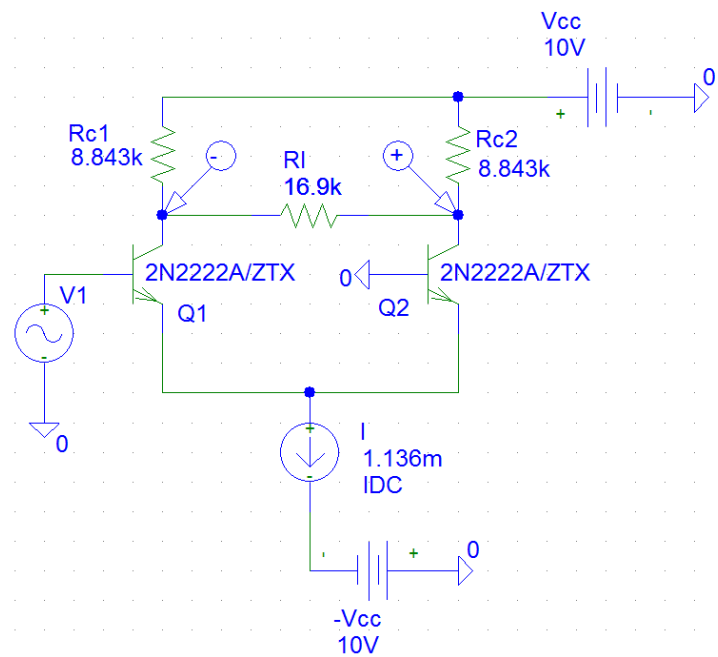 Vcc
10V
0
+
-
Rc1
8.843k
-
Rl
16.9k
+
Rc2
8.843k
2N2222A/ZTX
0
2N2222A/ZTX
V1
+
-
Q1
Q2
0
+
-
I
1.136m
IDC
-
+
0
-Vcc
10V